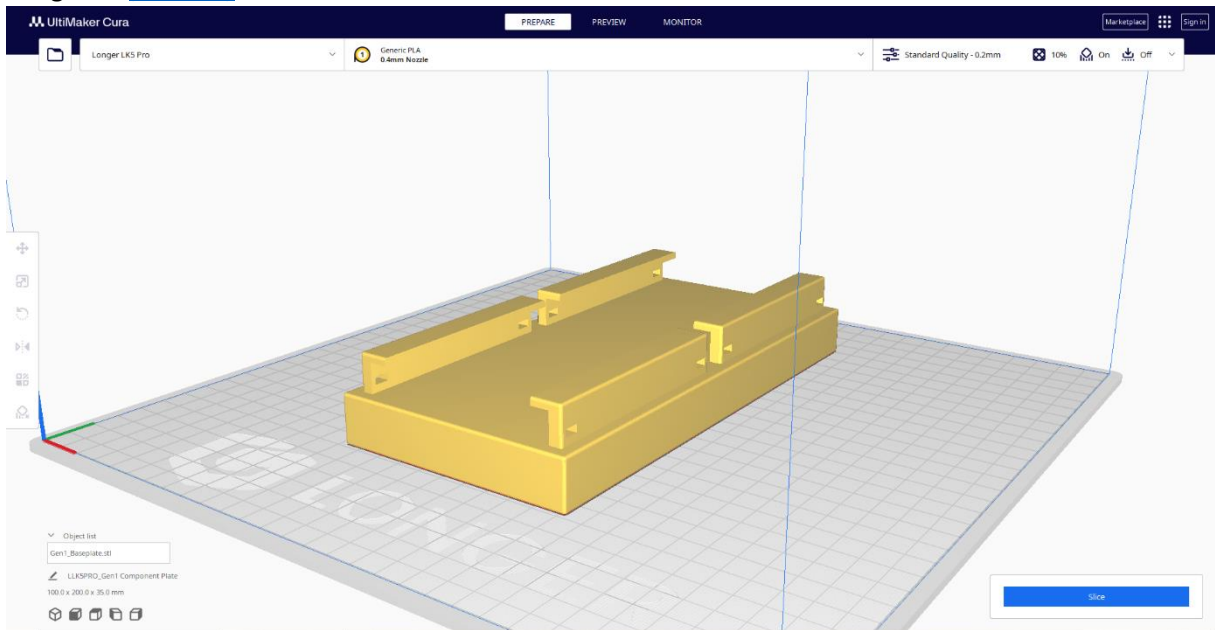 UltiMaker Cura
PREPARE PREVIEW MONITOR
Marketplace Sign in
Longer LK5 Pro
1 Generic PLA
0.4mm Nozzle
Standard Quality - 0.2mm 10% On Off
Object list
Gen1_Baseplate.stl
LLK5PRO_Gen1 Component Plate
100.0 x 200.0 x 35.0 mm
Slice